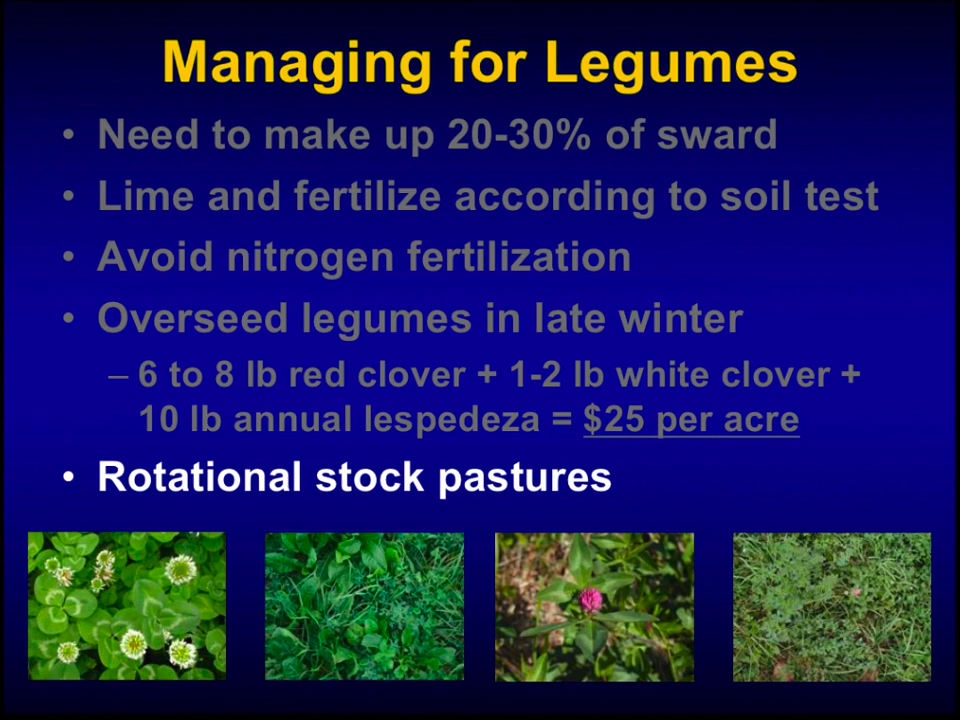 Managing for Legumes
• Need to make up 20-30% of sward
• Lime and fertilize according to soil test
• Avoid nitrogen fertilization
• Overseed legumes in late winter
– 6 to 8 lb red clover + 1-2 lb white clover +
10 lb annual lespedeza = $25 per acre
• Rotational stock pastures